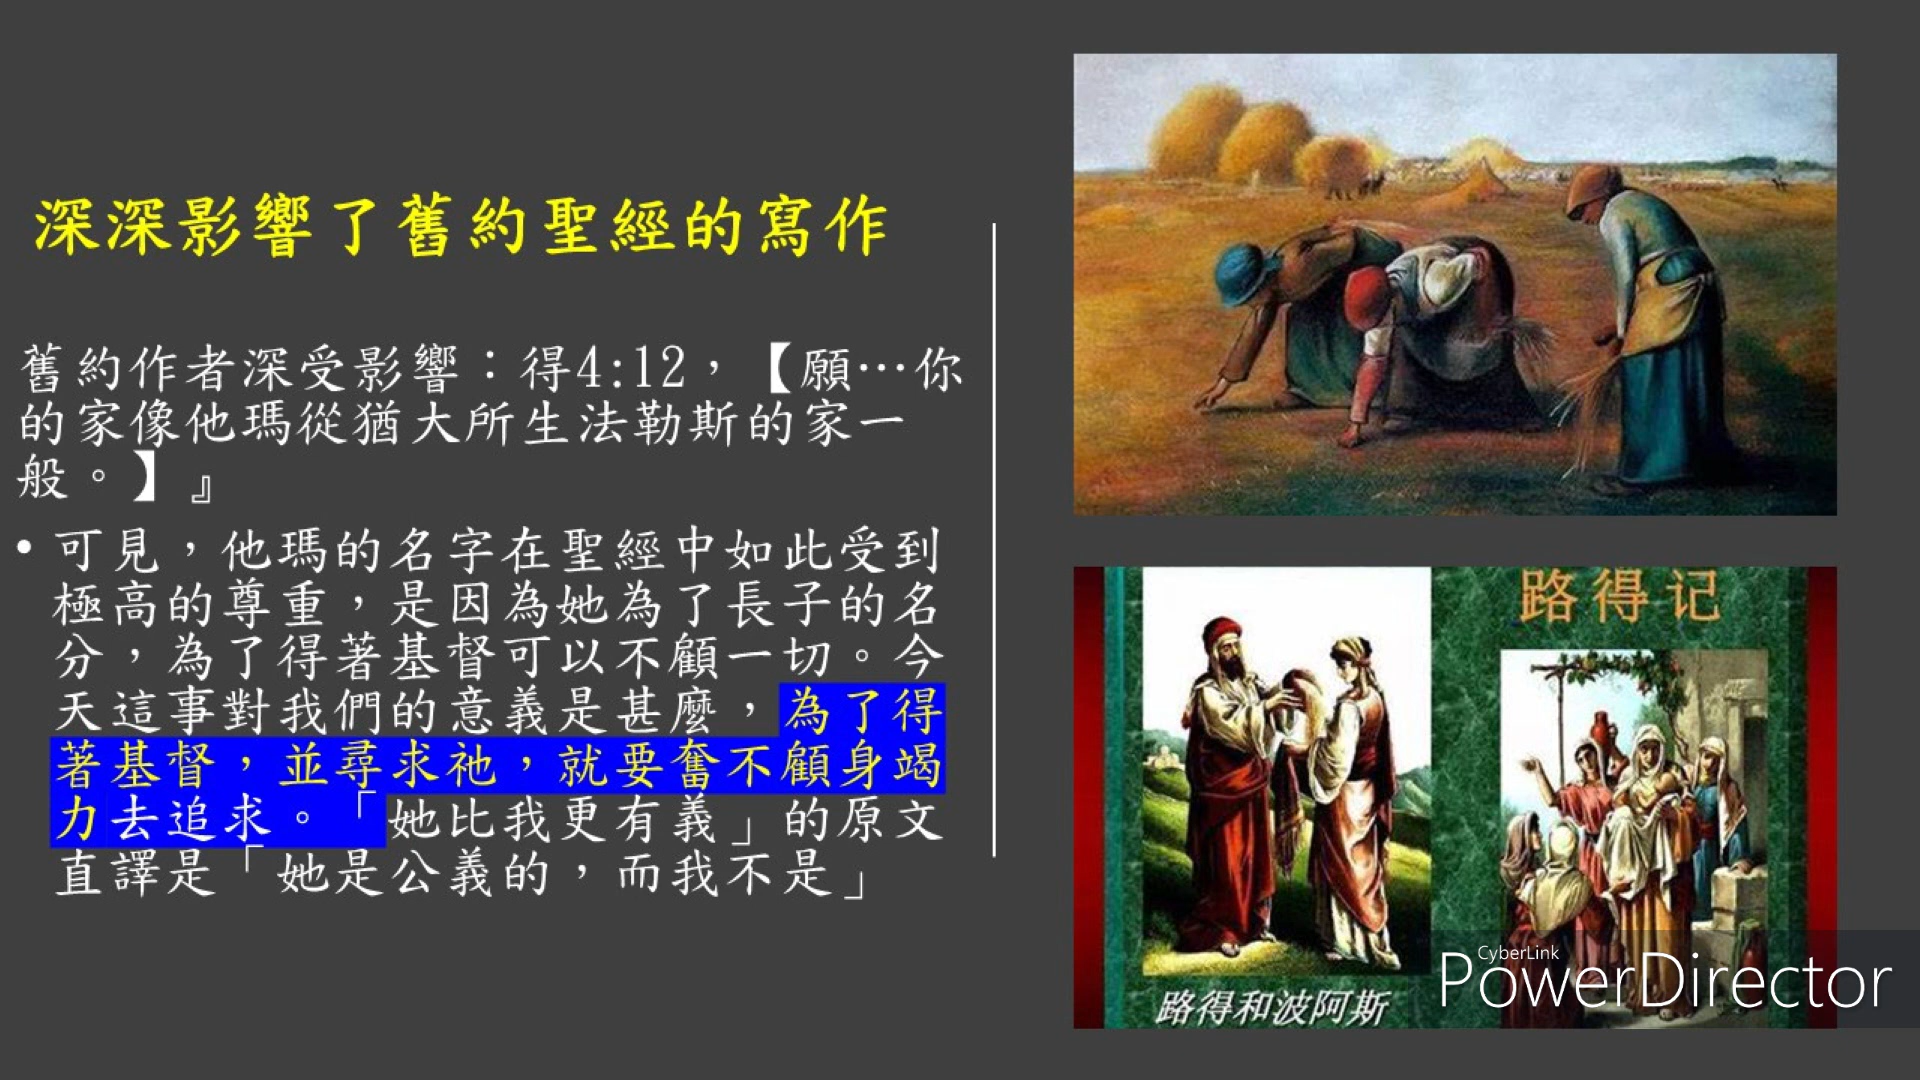 深深影響了舊約聖經的寫作
舊約作者深受影響：得4:12，【願…你
的家像他瑪從猶大所生法勒斯的家一
般。】』
• 可見，他瑪的名字在聖經中如此受到
極高的尊重，是因為她為了長子的名
分，為了得著基督可以不顧一切。今
天這事對我們的意義是甚麼，為了得
著基督，並尋求祂，就要奮不顧身竭
力去追求。「她比我更有義」的原文
直譯是「她是公義的，而我不是」
路得记
路得和波阿斯
CyberLink
PowerDirector